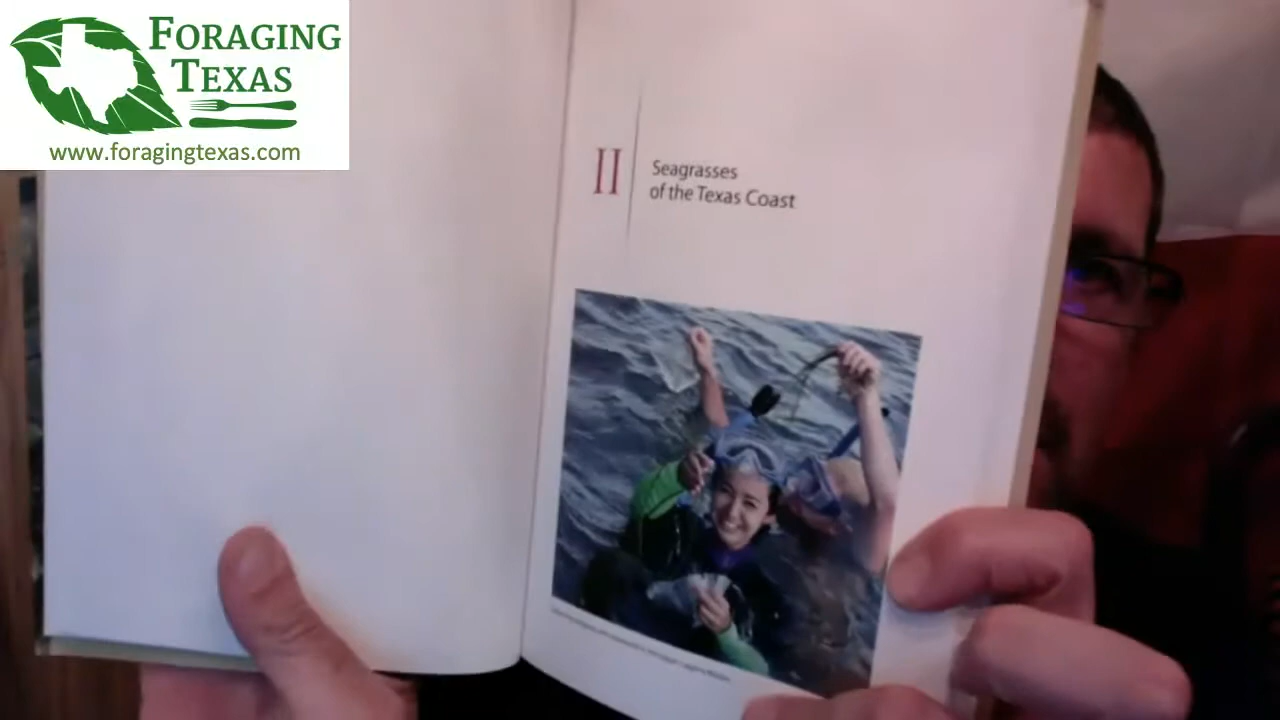 FORAGING
TEXAS
www.foragingtexas.com
II
Seagrasses
of the Texas Coast